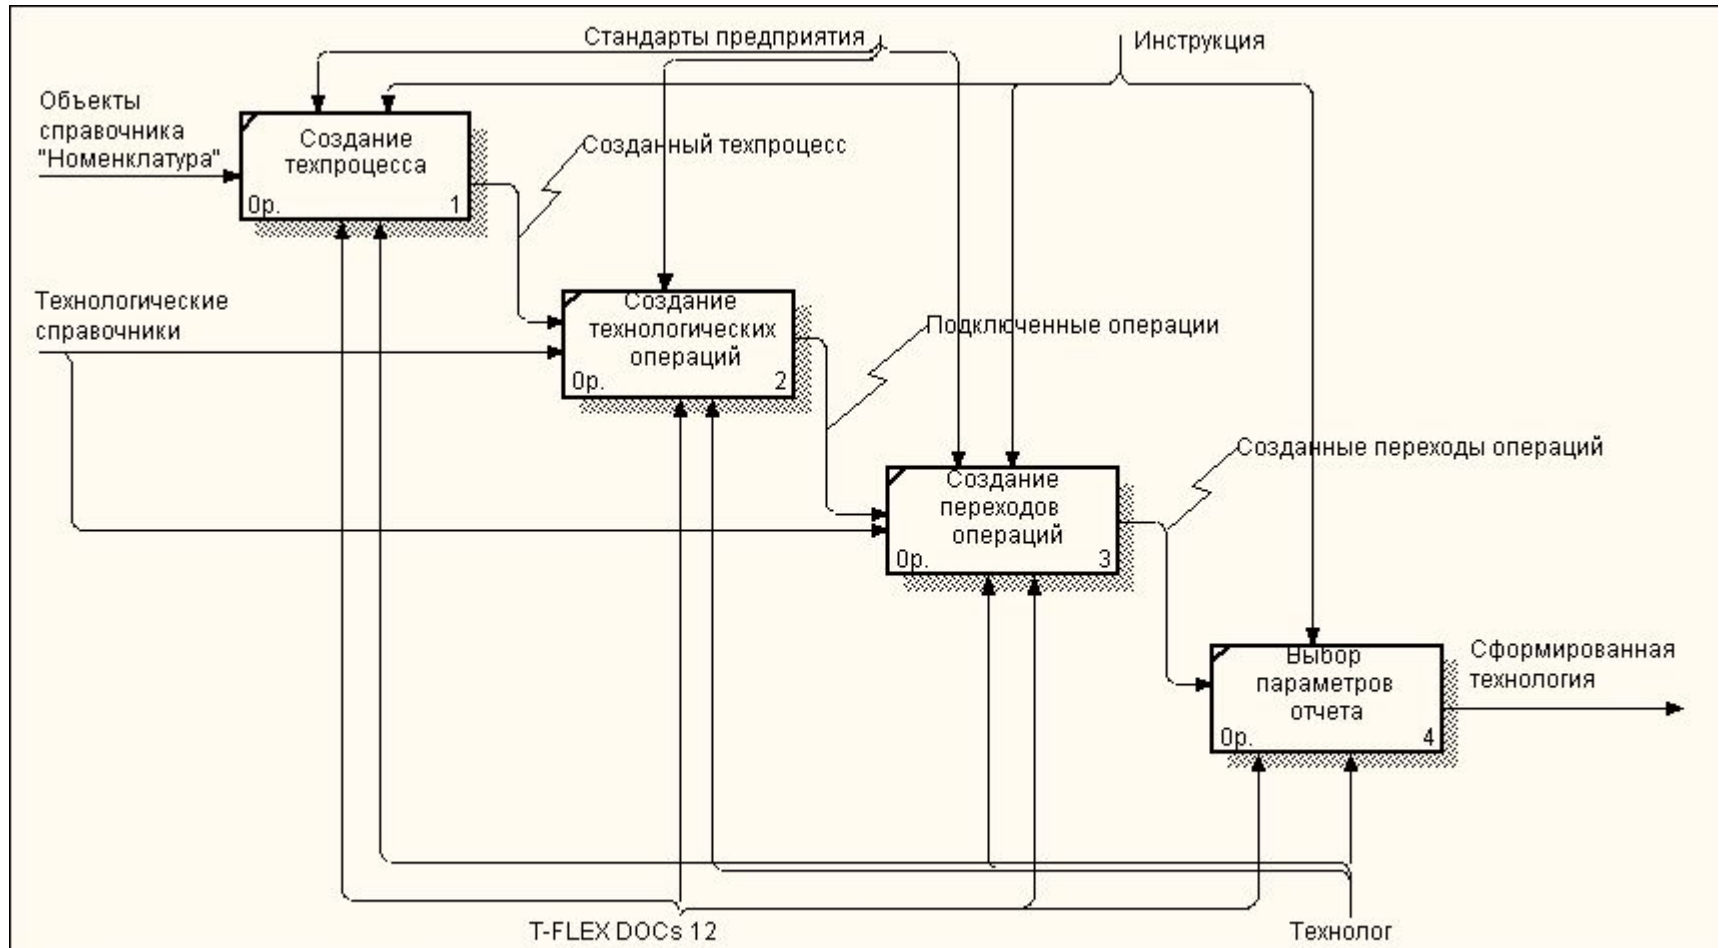 Стандарты предприятия
Инструкция
Объекты
справочника
"Номенклатура"
Создание
техпроцесса
0р.
1
Созданный техпроцесс
Технологические
справочники
Создание
технологических
операций
0р.
2
Подключенные операции
Создание
переходов
операций
0р.
3
Созданные переходы операций
Выбор
параметров
отчета
0р.
4
Сформированная
технология
T-FLEX DOCs 12
Технолог